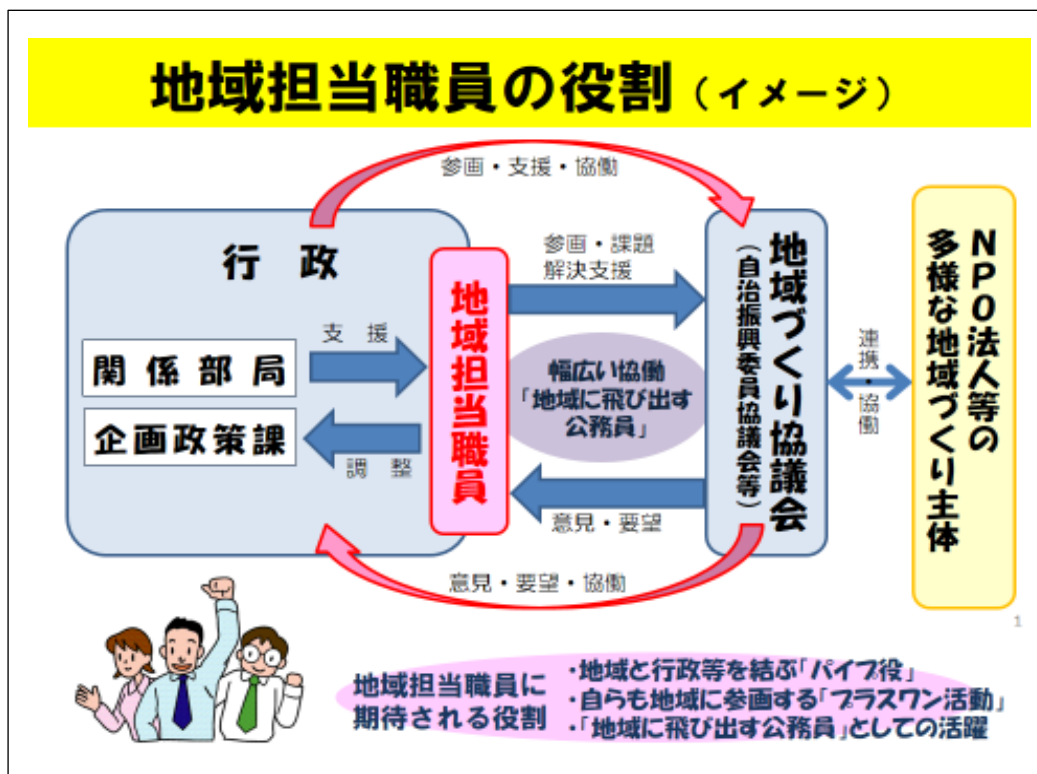 地域担当職員の役割（イメージ）
参画・支援・協働
行 政
関係部局
企画政策課
支 援
調 整
地域担当職員
参画・課題
解決支援
幅広い協働
「地域に飛び出す
公務員」
意見・要望
地域づくり協議会
（自治振興委員協議会等）
連携・協働
NPO法人等の
多様な地域づくり主体
意見・要望・協働
1
地域担当職員に
期待される役割
・地域と行政等を結ぶ「パイプ役」
・自らも地域に参画する「プラスワン活動」
・「地域に飛び出す公務員」としての活躍